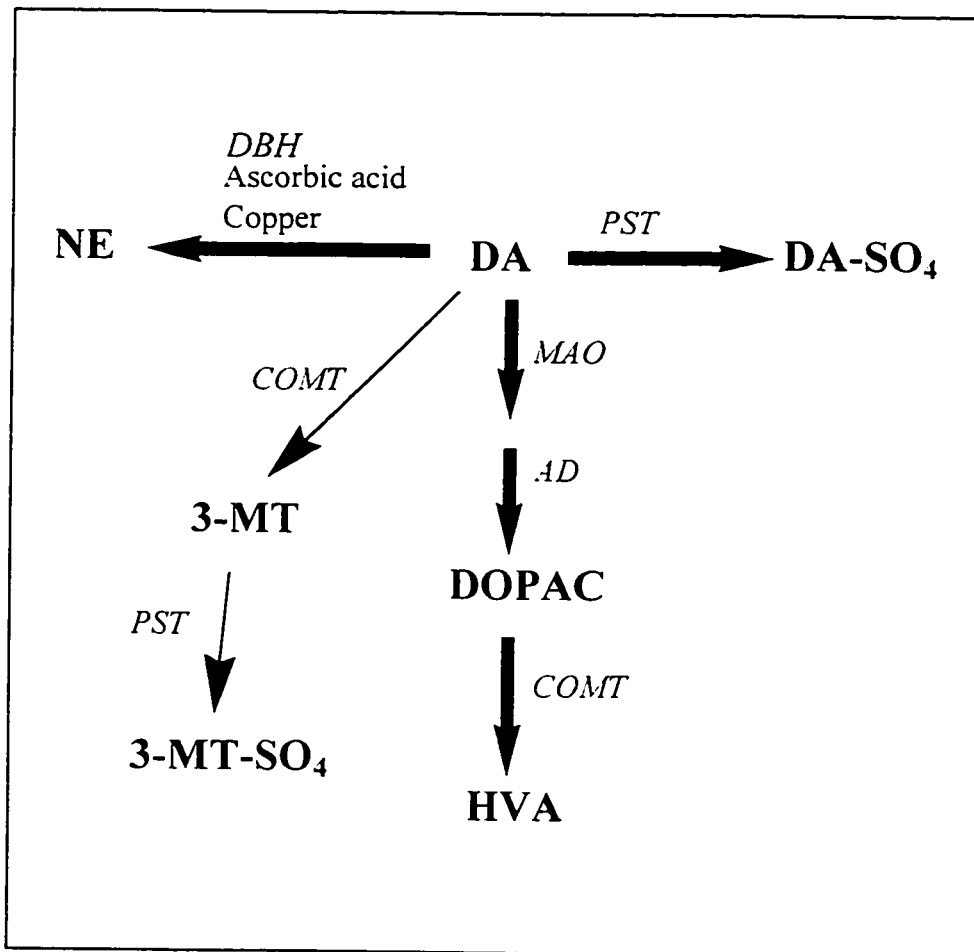 DBH
Ascorbic acid
Copper
NE
DA
PST
DA-SO₄
MAO
COMT
AD
3-MT
DOPAC
PST
COMT
3-MT-SO₄
HVA